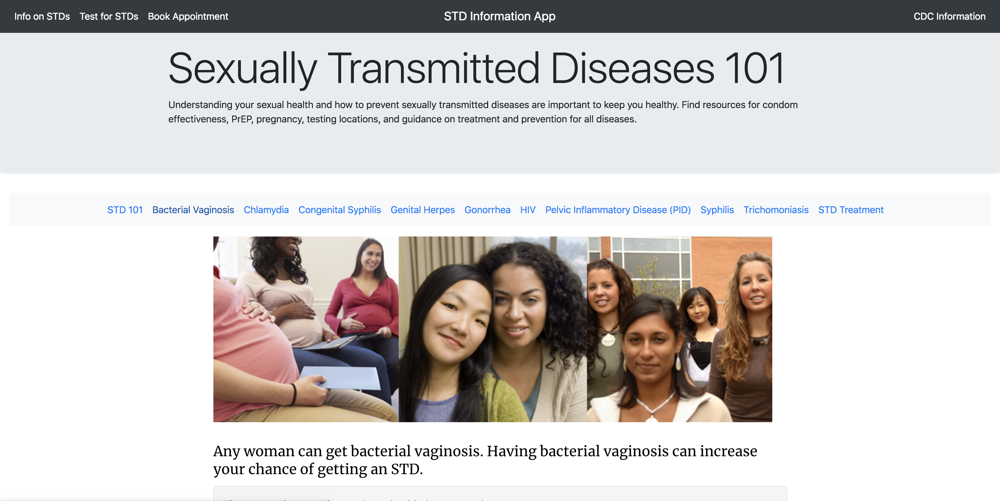 Info on STDs Test for STDs Book Appointment STD Information App CDC Information
Sexually Transmitted Diseases 101
Understanding your sexual health and how to prevent sexually transmitted diseases are important to keep you healthy. Find resources for condom
effectiveness, PrEP, pregnancy, testing locations, and guidance on treatment and prevention for all diseases.
STD 101 Bacterial Vaginosis Chlamydia Congenital Syphilis Genital Herpes Gonorrhea HIV Pelvic Inflammatory Disease (PID) Syphilis Trichomoniasis STD Treatment
Any woman can get bacterial vaginosis. Having bacterial vaginosis can increase
your chance of getting an STD.